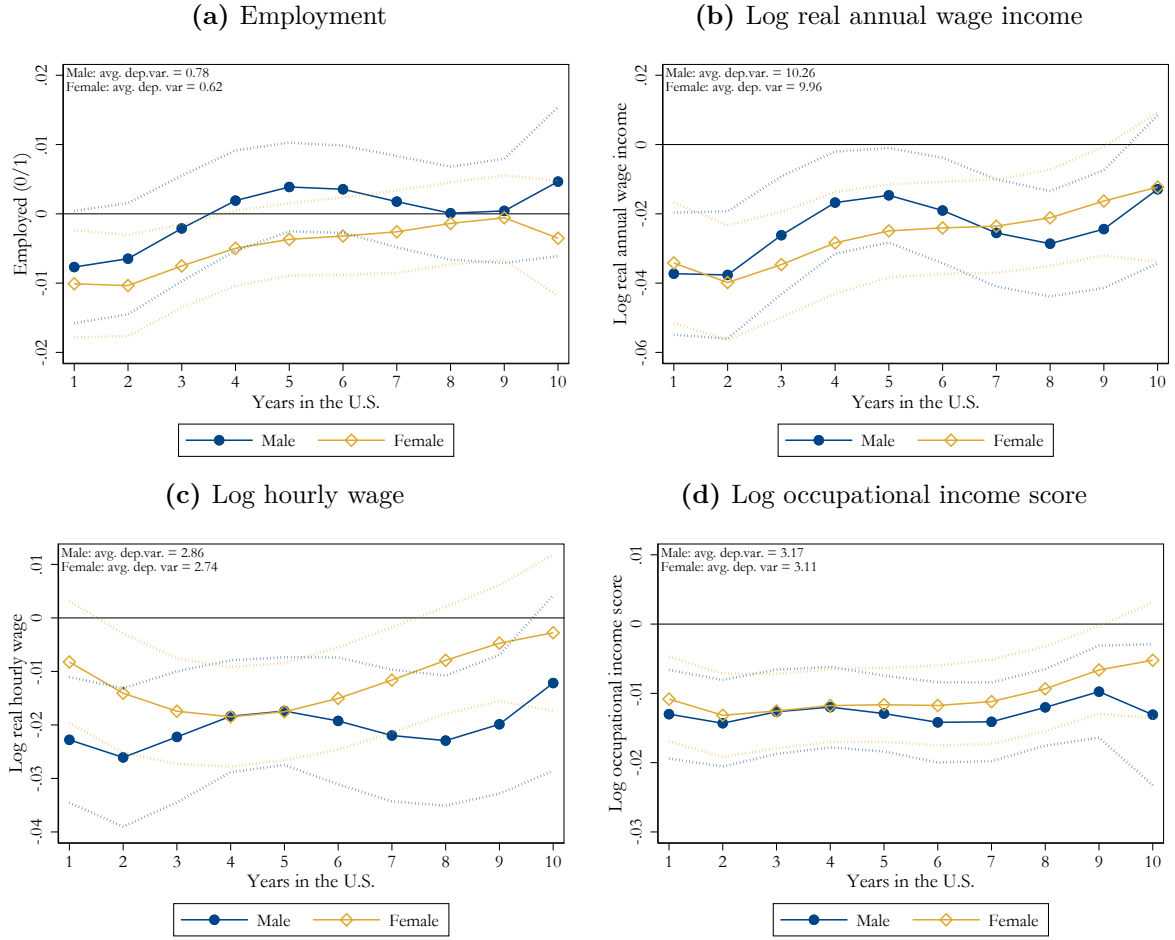 (a) Employment
Male: avg. dep.var. = 0.78
Female: avg. dep. var = 0.62
Employed (0/1)
.02
.01
0
-.01
-.02
1 2 3 4 5 6 7 8 9 10
Years in the U.S.
Male Female
(b) Log real annual wage income
Male: avg. dep.var. = 10.26
Female: avg. dep. var = 9.96
Log real annual wage income
.02
0
-.02
-.04
-.06
1 2 3 4 5 6 7 8 9 10
Years in the U.S.
Male Female
(c) Log hourly wage
Male: avg. dep.var. = 2.86
Female: avg. dep. var = 2.74
Log real hourly wage
.01
0
-.01
-.02
-.03
-.04
1 2 3 4 5 6 7 8 9 10
Years in the U.S.
Male Female
(d) Log occupational income score
Male: avg. dep.var. = 3.17
Female: avg. dep. var = 3.11
Log occupational income score
.01
0
-.01
-.02
-.03
1 2 3 4 5 6 7 8 9 10
Years in the U.S.
Male Female